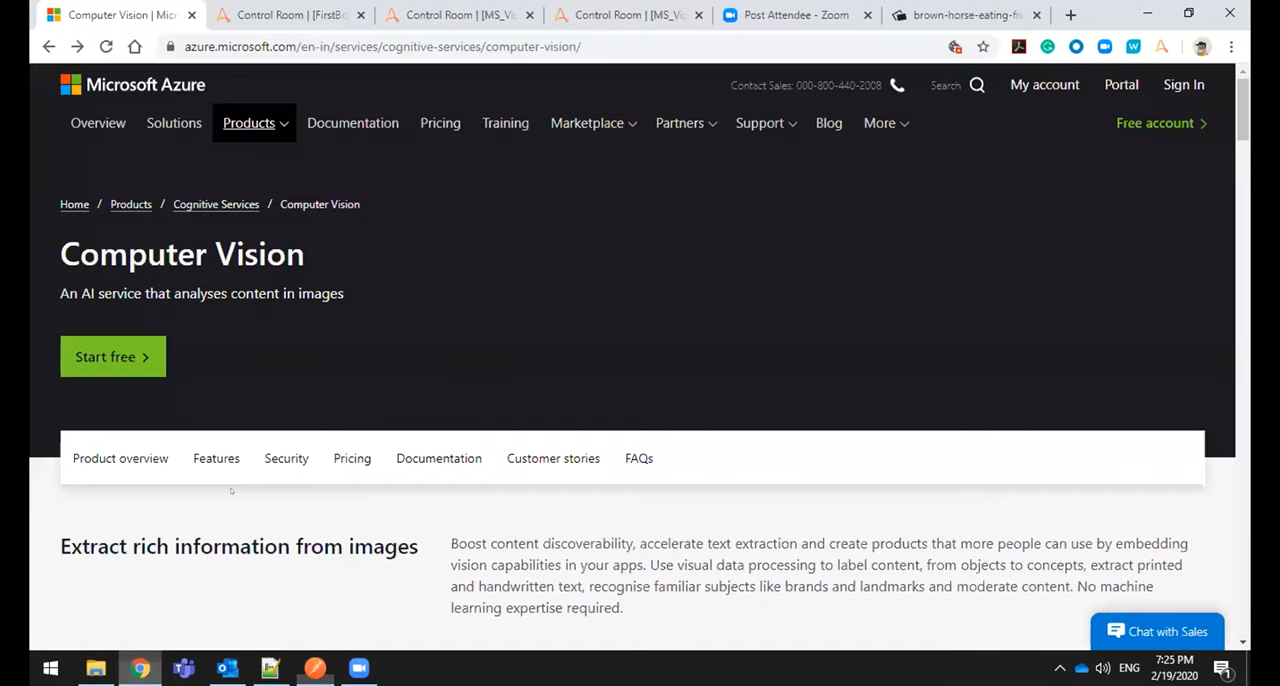 Computer Vision | Micr
Control Room | [FirstBo
Control Room | [MS_Vi
Control Room | [MS_Vi
Post Attendee - Zoom
brown-horse-eating-fre
azure.microsoft.com/en-in/services/cognitive-services/computer-vision/
Microsoft Azure
Contact Sales: 000-800-440-2008
Search
My account
Portal
Sign In
Overview
Solutions
Products
Documentation
Pricing
Training
Marketplace
Partners
Support
Blog
More
Free account
Home / Products / Cognitive Services / Computer Vision
Computer Vision
An AI service that analyses content in images
Start free
Product overview
Features
Security
Pricing
Documentation
Customer stories
FAQs
Extract rich information from images
Boost content discoverability, accelerate text extraction and create products that more people can use by embedding
vision capabilities in your apps. Use visual data processing to label content, from objects to concepts, extract printed
and handwritten text, recognise familiar subjects like brands and landmarks and moderate content. No machine
learning expertise required.
Chat with Sales
ENG
7:25 PM
2/19/2020
1